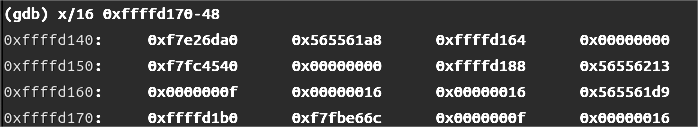 (gdb) x/16 0xffffd170-48
0xffffd140: 0xf7e26da0 0x565561a8 0xffffd164 0x00000000
0xffffd150: 0xf7fc4540 0x00000000 0xffffd188 0x56556213
0xffffd160: 0x0000000f 0x00000016 0x00000016 0x565561d9
0xffffd170: 0xffffd1b0 0xf7fbe66c 0x0000000f 0x00000016